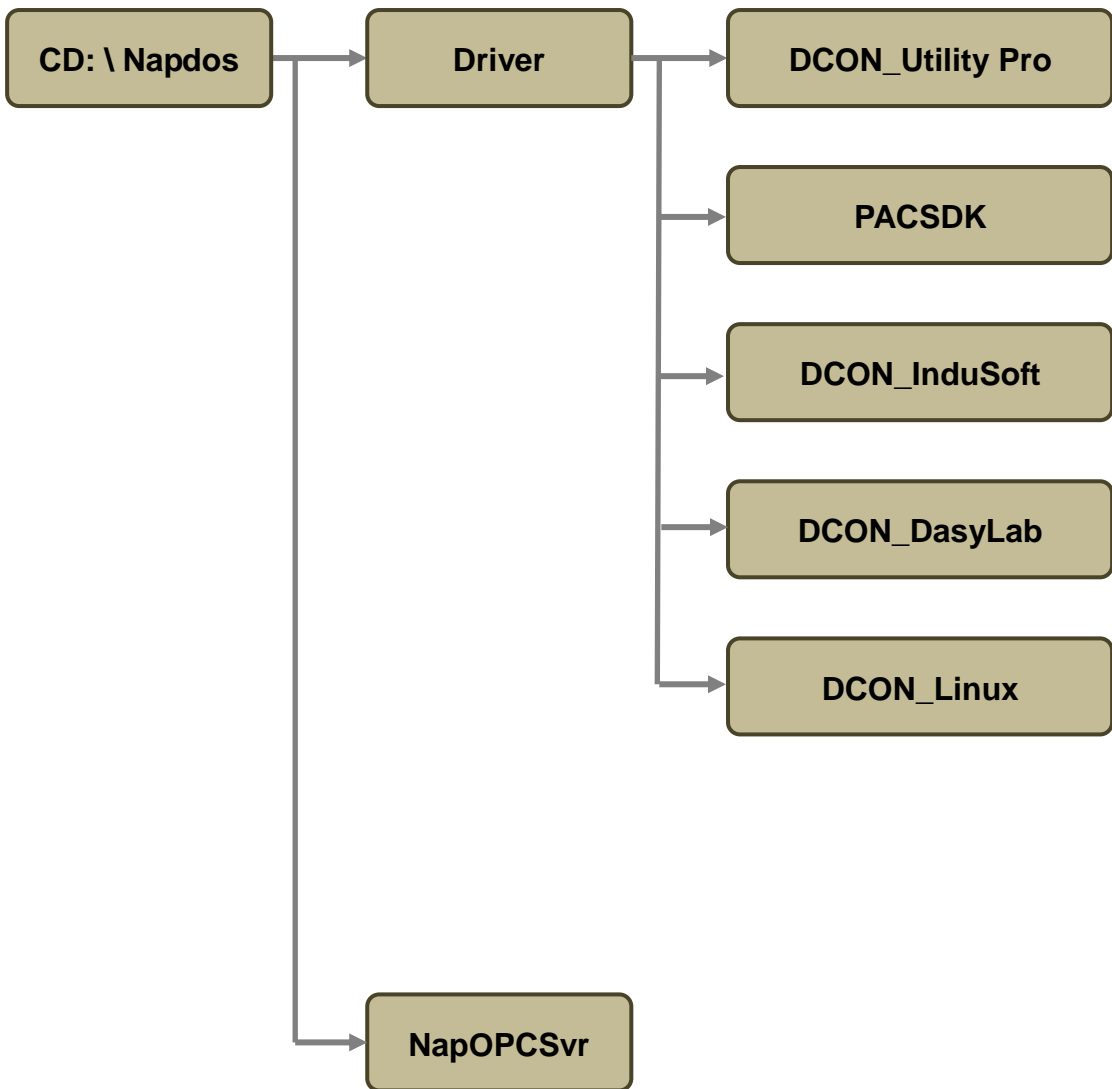 CD: \ Napdos
Driver
DCON_Utility Pro
PACSDK
DCON_InduSoft
DCON_DasyLab
DCON_Linux
NapOPCSvr